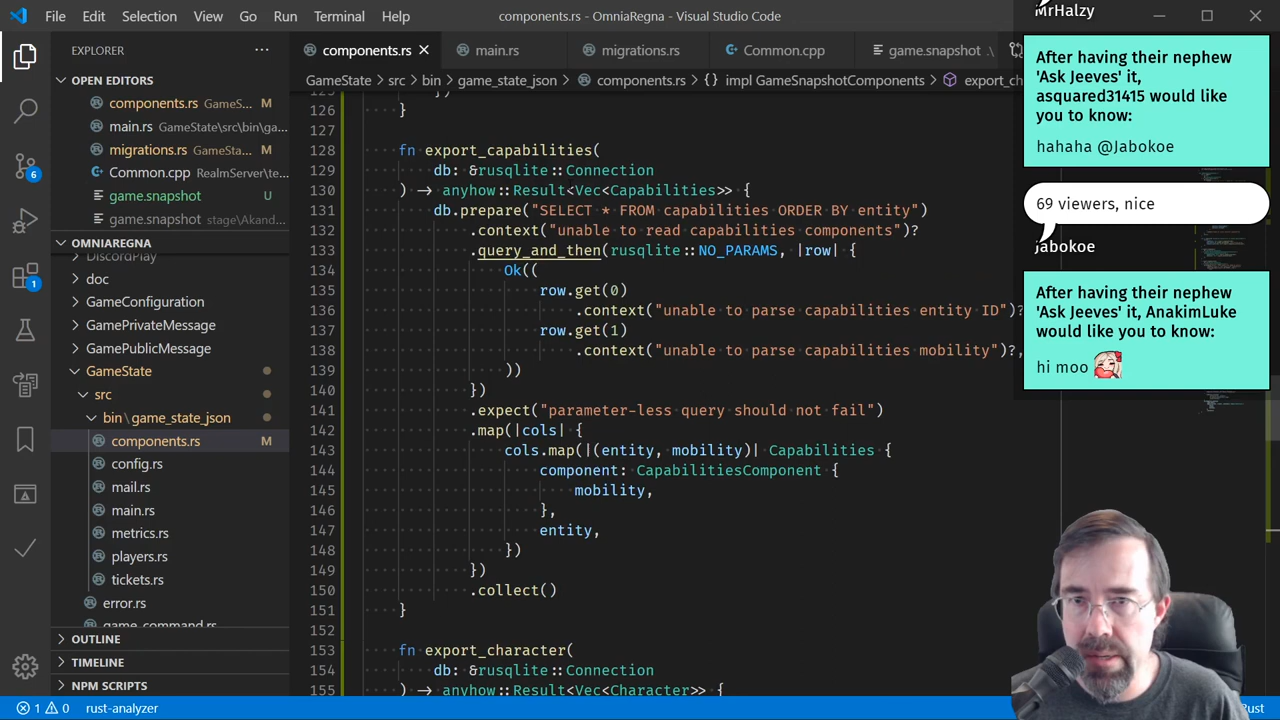 File Edit Selection View Go Run Terminal Help
components.rs - OmniaRegna - Visual Studio Code
EXPLORER
OPEN EDITORS
components.rs GameS... M
main.rs GameState\src\bin\ga...
migrations.rs GameSta... M
Common.cpp RealmServer\te...
game.snapshot U
game.snapshot stage\Akand...
OMNIAREGNA
DiscordPlay
doc
GameConfiguration
GamePrivateMessage
GamePublicMessage
GameState
src
bin\game_state_json
components.rs M
config.rs
mail.rs
main.rs
metrics.rs
players.rs
tickets.rs
error.rs
game_command.rs
OUTLINE
TIMELINE
NPM SCRIPTS
6
1
components.rs main.rs migrations.rs Common.cpp game.snapshot .\
GameState > src > bin > game_state_json > components.rs > {} impl GameSnapshotComponents > export_ch
125 })
126 }
127
128 fn export_capabilities(
129 db: &rusqlite::Connection
130 ) -> anyhow::Result<Vec<Capabilities>> {
131 db.prepare("SELECT * FROM capabilities ORDER BY entity")
132 .context("unable to read capabilities components")?
133 .query_and_then(rusqlite::NO_PARAMS, |row| {
134 Ok((
135 row.get(0)
136 .context("unable to parse capabilities entity ID")?
137 row.get(1)
138 .context("unable to parse capabilities mobility")?,
139 ))
140 })
141 .expect("parameter-less query should not fail")
142 .map(|cols| {
143 cols.map(|(entity, mobility)| Capabilities {
144 component: CapabilitiesComponent {
145 mobility,
146 },
147 entity,
148 })
149 })
150 .collect()
151 }
152
153 fn export_character(
154 db: &rusqlite::Connection
155 ) -> anyhow::Result<Vec<Character>> {
MrHalzy
After having their nephew
'Ask Jeeves' it,
asquared31415 would like
you to know:
hahaha @Jabokoe
69 viewers, nice
Jabokoe
After having their nephew
'Ask Jeeves' it, AnakimLuke
would like you to know:
hi moo
1 0 rust-analyzer
Rust